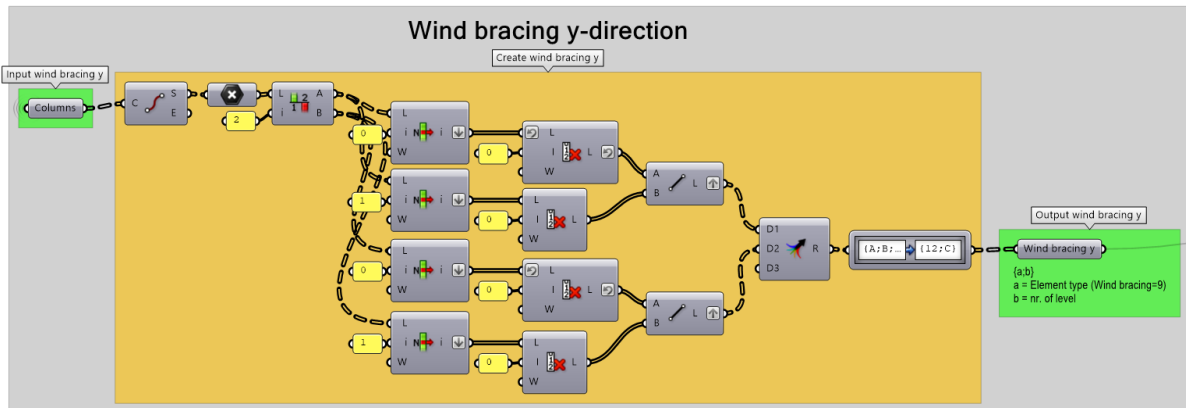 Wind bracing y-direction
Create wind bracing y
Input wind bracing y
Columns
C
S
E
2
L
i
A
B
0
L
i
W
N
i
0
L
I
W
L
1
L
i
W
N
i
0
L
I
W
L
A
B
L
0
L
i
W
N
i
0
L
I
W
L
1
L
i
W
N
i
0
L
I
W
L
A
B
L
D1
D2
D3
R
{A;B;...
{12;C}
Output wind bracing y
Wind bracing y
{a;b}
a = Element type (Wind bracing=9)
b = nr. of level